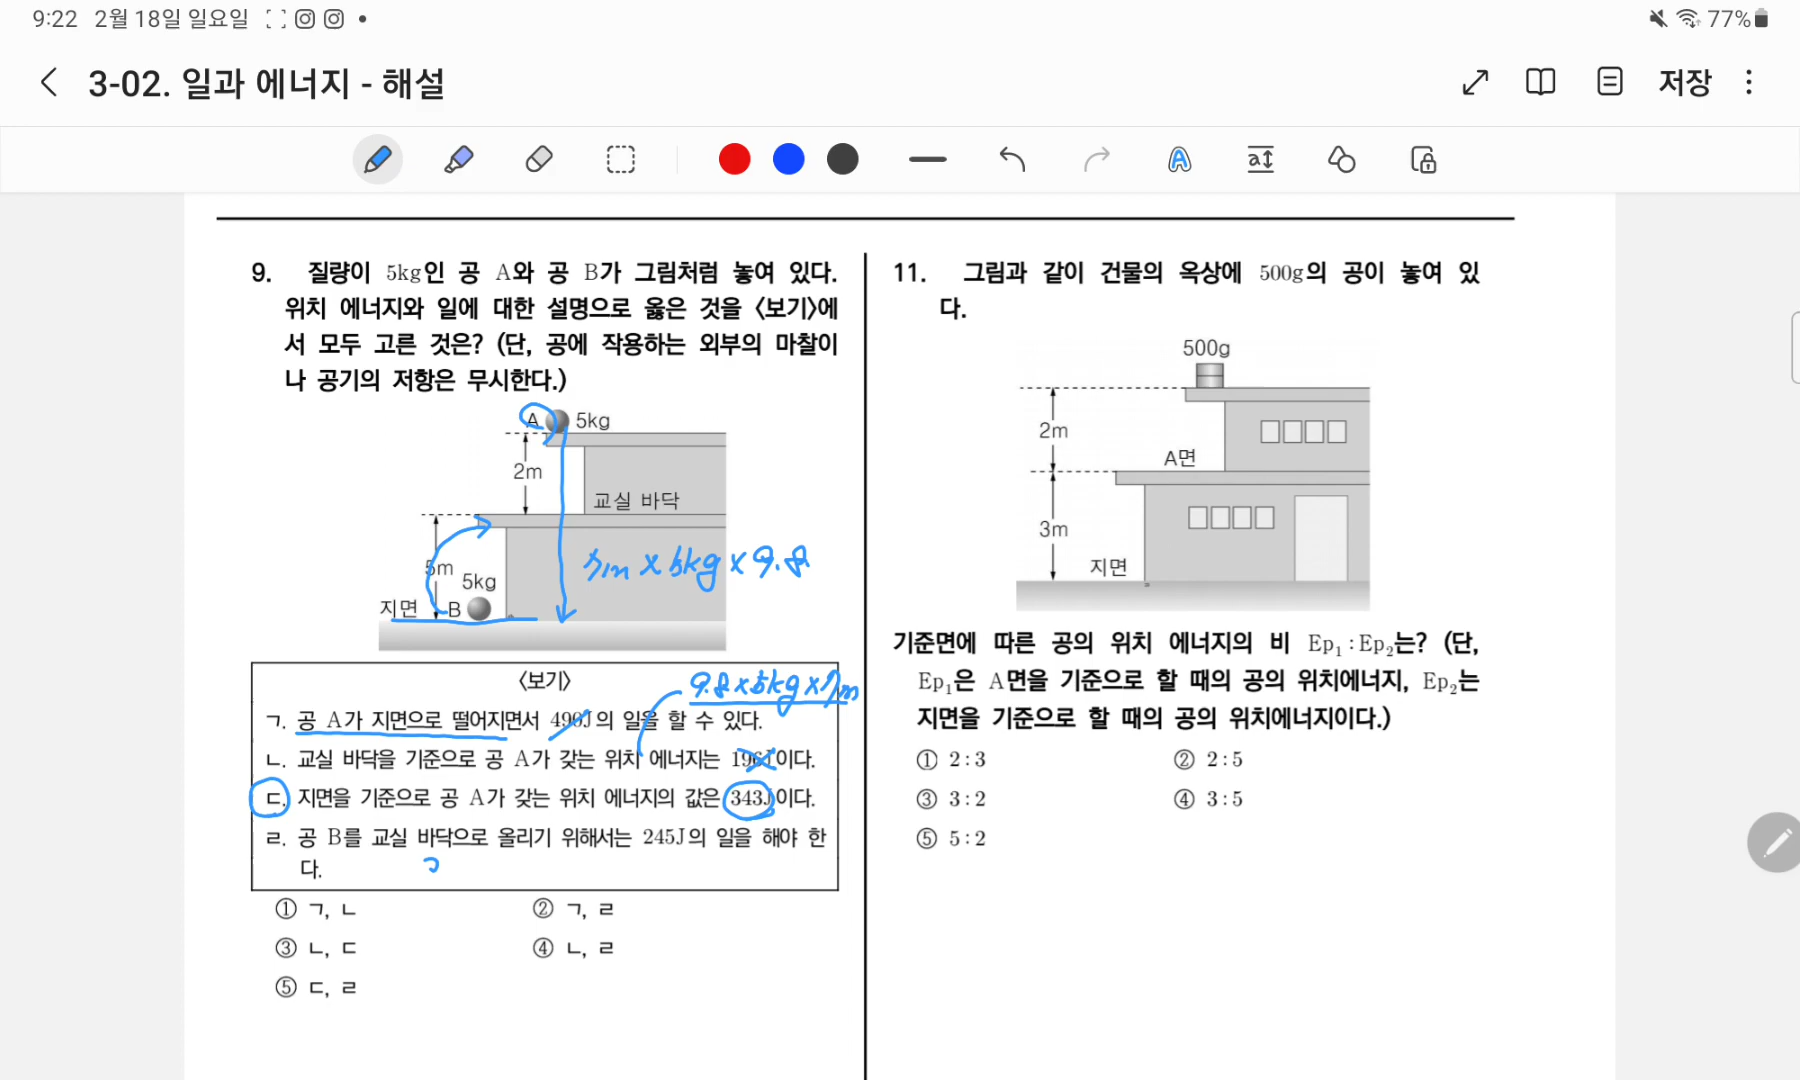 9:22 2월 18일 일요일 77%
3-02. 일과 에너지 - 해설
저장
9. 질량이 5kg인 공 A와 공 B가 그림처럼 놓여 있다.
위치 에너지와 일에 대한 설명으로 옳은 것을 〈보기〉에
서 모두 고른 것은? (단, 공에 작용하는 외부의 마찰이
나 공기의 저항은 무시한다.)
A 5kg
2m
교실 바닥
5m
5kg
지면 B
7m × 5kg × 9.8
〈보기〉
9.8 × 5kg × 7m
ㄱ. 공 A가 지면으로 떨어지면서 490J의 일을 할 수 있다.
ㄴ. 교실 바닥을 기준으로 공 A가 갖는 위치 에너지는 196J이다.
ㄷ. 지면을 기준으로 공 A가 갖는 위치 에너지의 값은 343J이다.
ㄹ. 공 B를 교실 바닥으로 올리기 위해서는 245J의 일을 해야 한
다.
① ㄱ, ㄴ ② ㄱ, ㄹ
③ ㄴ, ㄷ ④ ㄴ, ㄹ
⑤ ㄷ, ㄹ
11. 그림과 같이 건물의 옥상에 500g의 공이 놓여 있
다.
500g
2m
A면
3m
지면
기준면에 따른 공의 위치 에너지의 비 Ep₁ : Ep₂는? (단,
Ep₁은 A면을 기준으로 할 때의 공의 위치에너지, Ep₂는
지면을 기준으로 할 때의 공의 위치에너지이다.)
① 2 : 3 ② 2 : 5
③ 3 : 2 ④ 3 : 5
⑤ 5 : 2